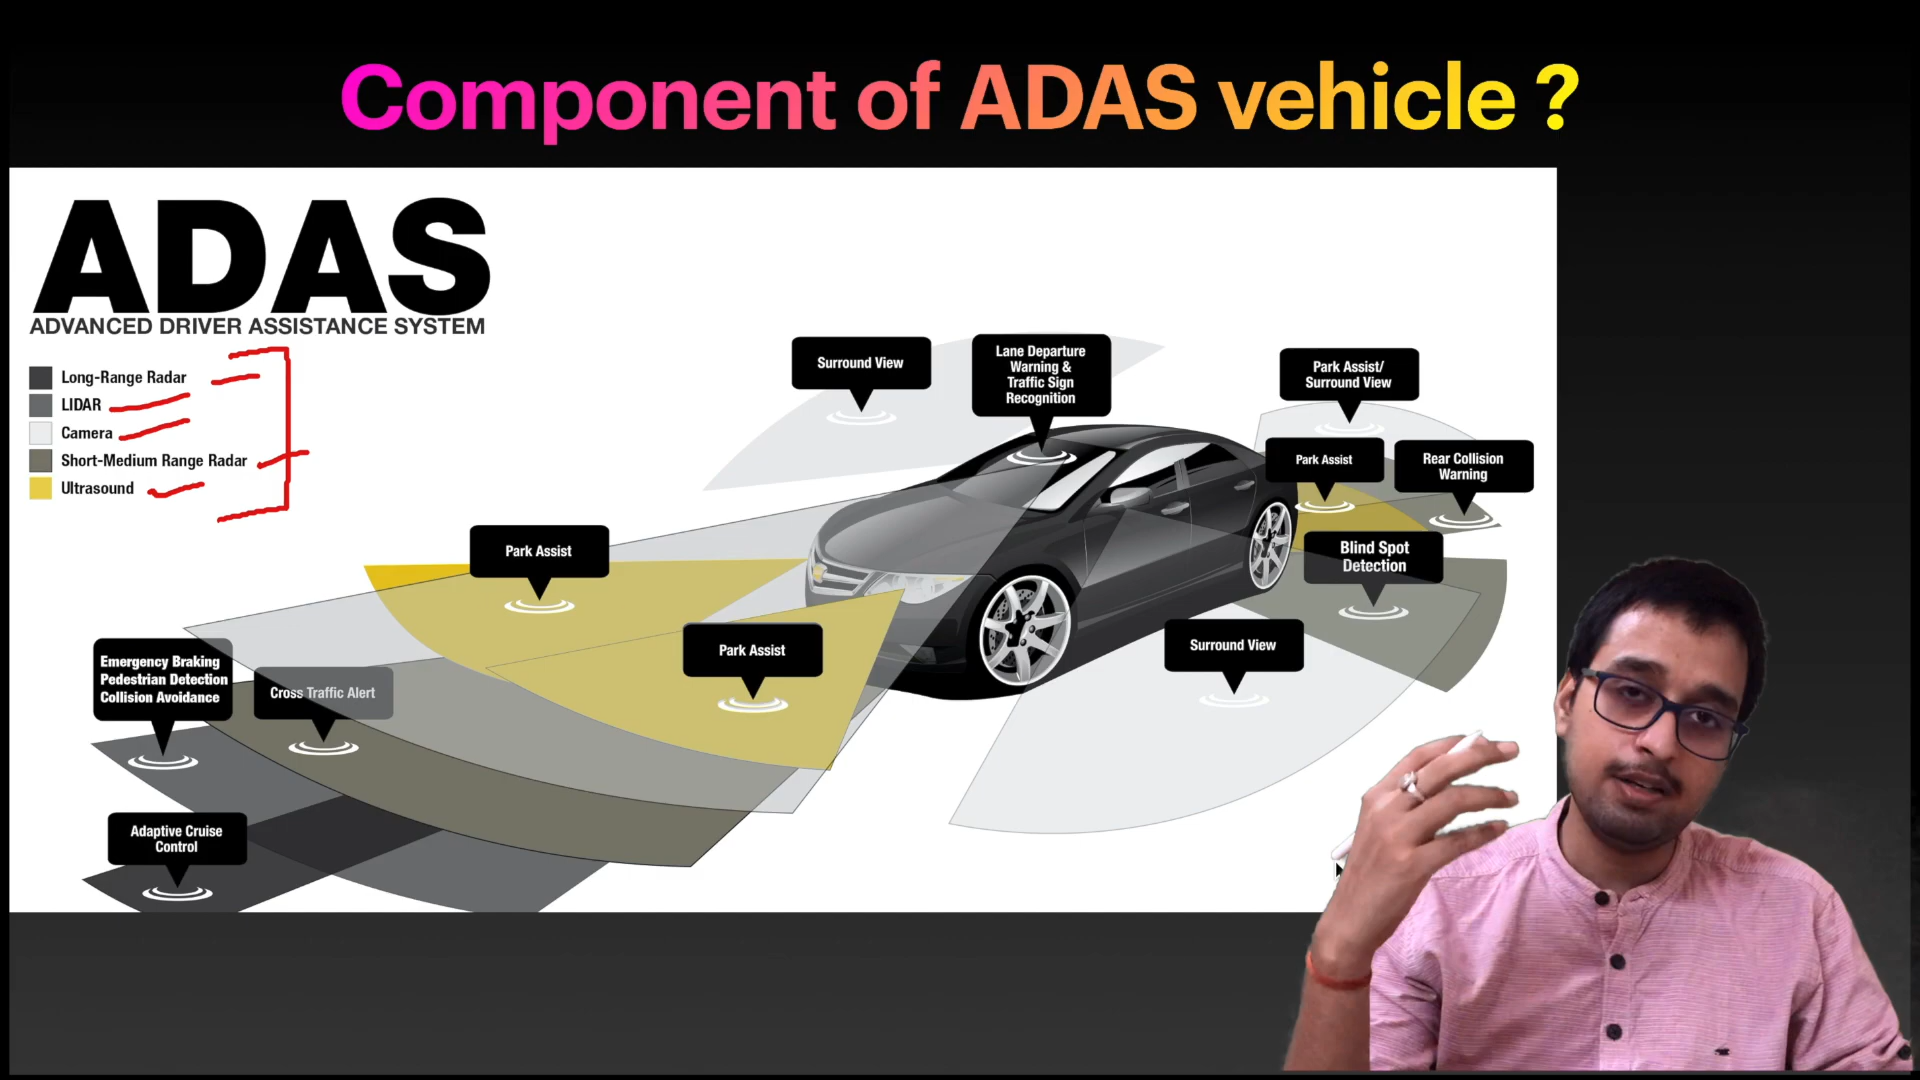 Component of ADAS vehicle ?
ADAS
ADVANCED DRIVER ASSISTANCE SYSTEM
Long-Range Radar
LIDAR
Camera
Short-Medium Range Radar
Ultrasound
Surround View
Lane Departure
Warning &
Traffic Sign
Recognition
Park Assist/
Surround View
Park Assist
Rear Collision
Warning
Park Assist
Blind Spot
Detection
Park Assist
Surround View
Emergency Braking
Pedestrian Detection
Collision Avoidance
Cross Traffic Alert
Adaptive Cruise
Control